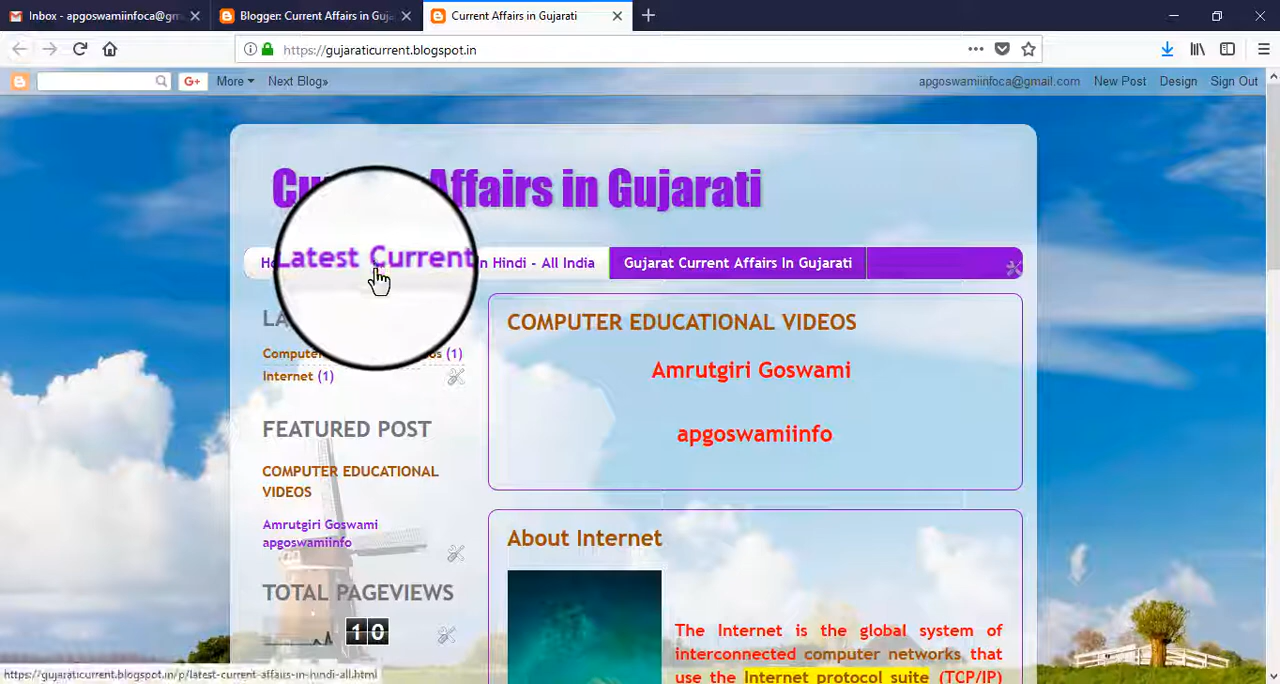 Inbox - apgoswamiinfoca@gm
Blogger: Current Affairs in Guj
Current Affairs in Gujarati
https://gujaraticurrent.blogspot.in
G+
More
Next Blog»
apgoswamiinfoca@gmail.com
New Post
Design
Sign Out
Affairs in Gujarati
Latest Current
n Hindi - All India
Gujarat Current Affairs In Gujarati
Computer
s (1)
Internet (1)
FEATURED POST
COMPUTER EDUCATIONAL
VIDEOS
Amrutgiri Goswami
apgoswamiinfo
TOTAL PAGEVIEWS
10
COMPUTER EDUCATIONAL VIDEOS
Amrutgiri Goswami
apgoswamiinfo
About Internet
The Internet is the global system of
interconnected computer networks that
use the Internet protocol suite (TCP/IP)
https://gujaraticurrent.blogspot.in/p/latest-current-affairs-in-hindi-all.html